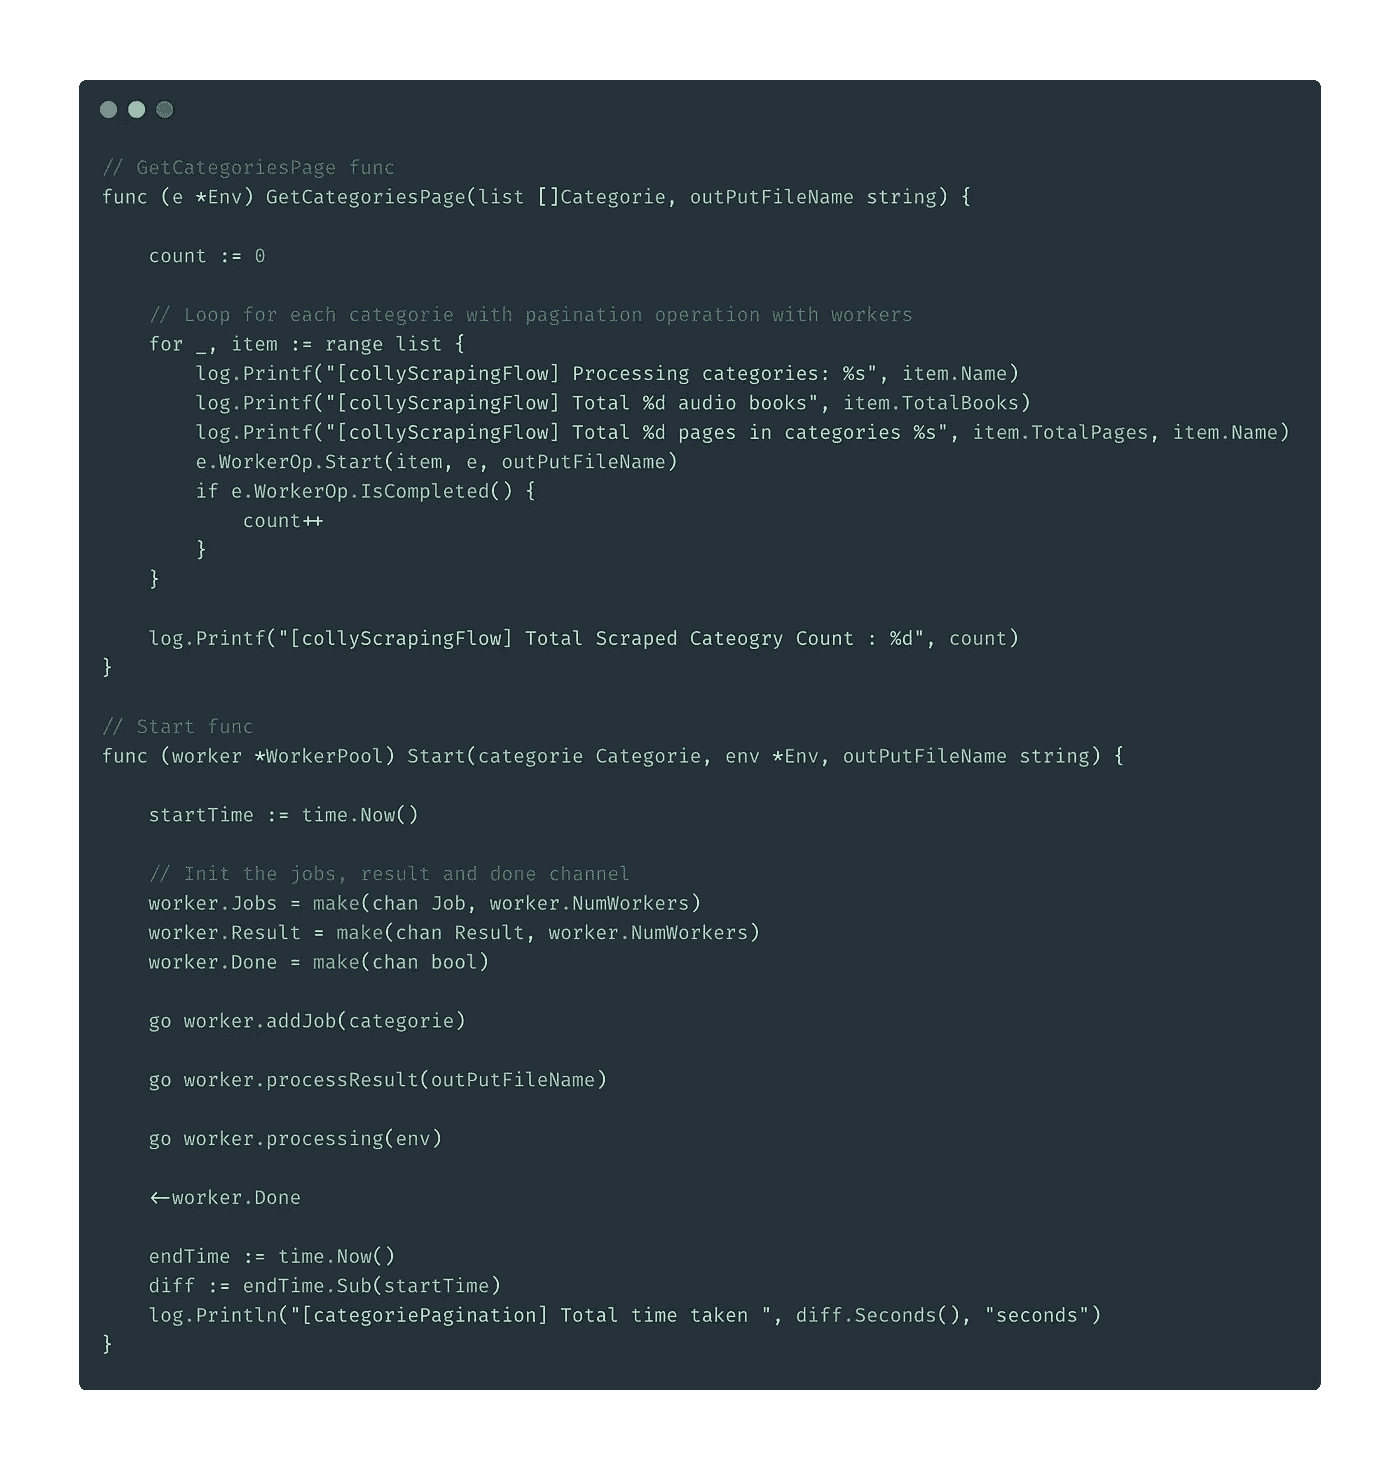 // GetCategoriesPage func
func (e *Env) GetCategoriesPage(list []Categorie, outPutFileName string) {
count := 0
// Loop for each categorie with pagination operation with workers
for _, item := range list {
log.Printf("[collyScrapingFlow] Processing categories: %s", item.Name)
log.Printf("[collyScrapingFlow] Total %d audio books", item.TotalBooks)
log.Printf("[collyScrapingFlow] Total %d pages in categories %s", item.TotalPages, item.Name)
e.WorkerOp.Start(item, e, outPutFileName)
if e.WorkerOp.IsCompleted() {
count++
}
}
log.Printf("[collyScrapingFlow] Total Scraped Cateogry Count : %d", count)
}
// Start func
func (worker *WorkerPool) Start(categorie Categorie, env *Env, outPutFileName string) {
startTime := time.Now()
// Init the jobs, result and done channel
worker.Jobs = make(chan Job, worker.NumWorkers)
worker.Result = make(chan Result, worker.NumWorkers)
worker.Done = make(chan bool)
go worker.addJob(categorie)
go worker.processResult(outPutFileName)
go worker.processing(env)
<-worker.Done
endTime := time.Now()
diff := endTime.Sub(startTime)
log.Println("[categoriePagination] Total time taken ", diff.Seconds(), "seconds")
}